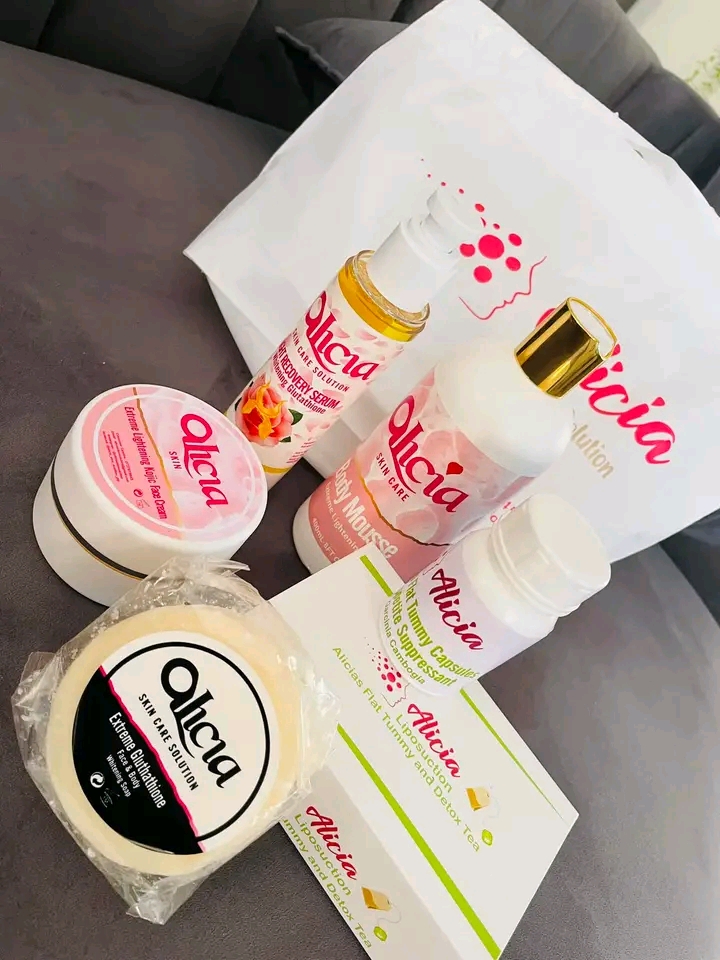 Alicia
Solution
Alicia
SKIN CARE SOLUTION
RECOVERY SERUM
Glutathione
Alicia
SKIN CARE
Body Mousse
Lightening
Alicia
SKIN
Extreme Lightening Kojic Face Cream
Alicia
Flat Tummy Capsules
Appetite Suppressant
Garcinia Cambogia
Alicia
SKIN CARE SOLUTION
Extreme Gluthathione
Face & Body
Whitening Soap
Alicias Flat Tummy and Detox Tea
Alicia
Liposuction
Alicia
Liposuction
Tummy and Detox Tea